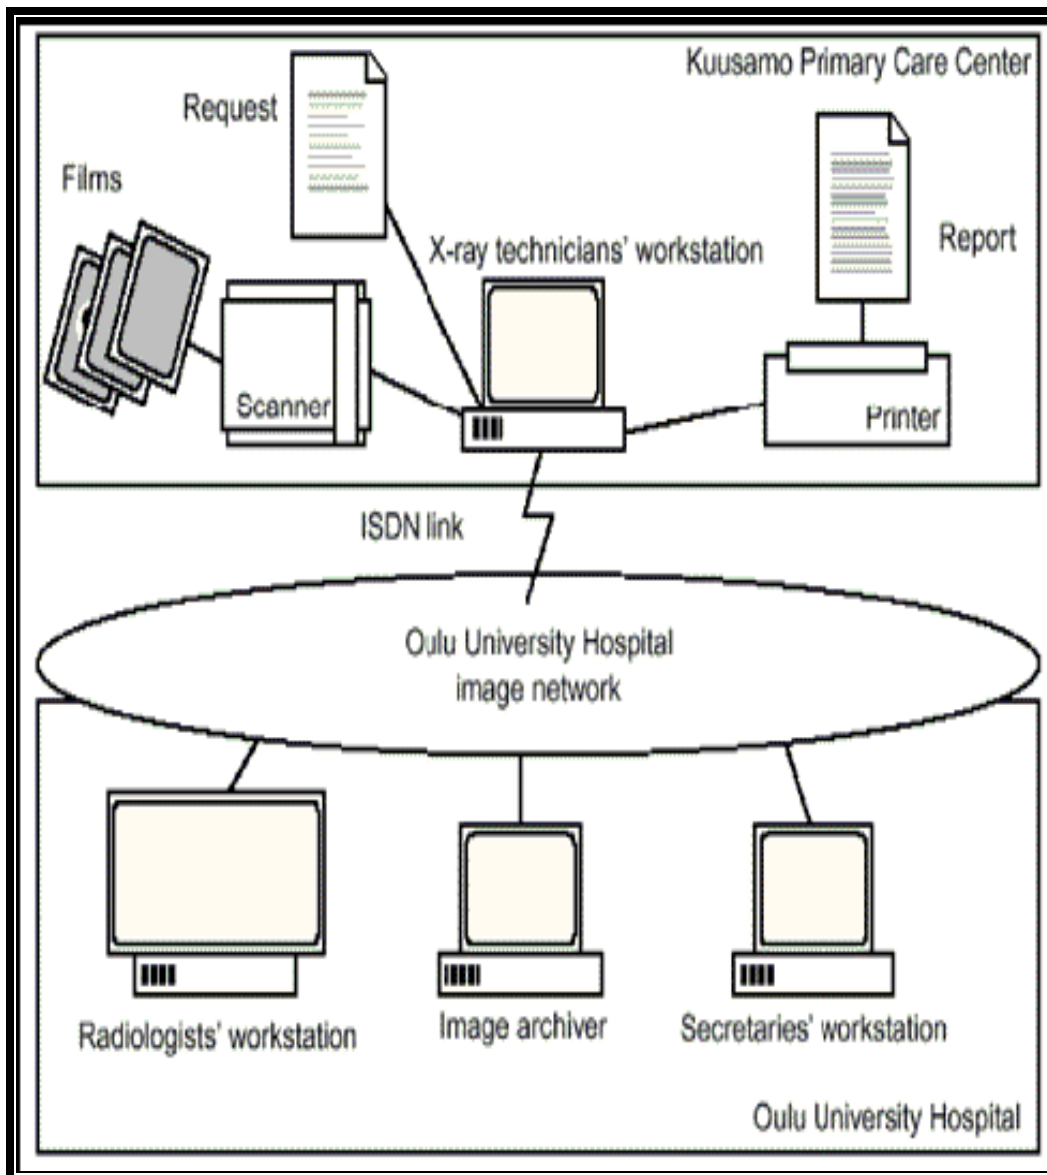 Kuusamo Primary Care Center
Request
Films
Report
X-ray technicians' workstation
Scanner
Printer
ISDN link
Oulu University Hospital
image network
Radiologists' workstation
Image archiver
Secretaries' workstation
Oulu University Hospital